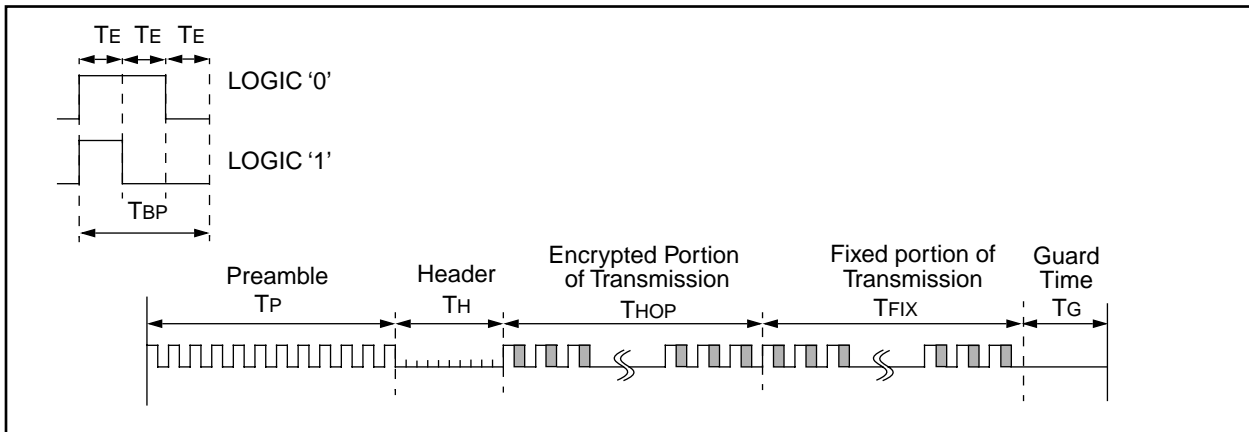 TE TE TE
LOGIC ‘0’
LOGIC ‘1’
TBP
Preamble
TP
Header
TH
Encrypted Portion
of Transmission
THOP
Fixed portion of
Transmission
TFIX
Guard
Time
TG